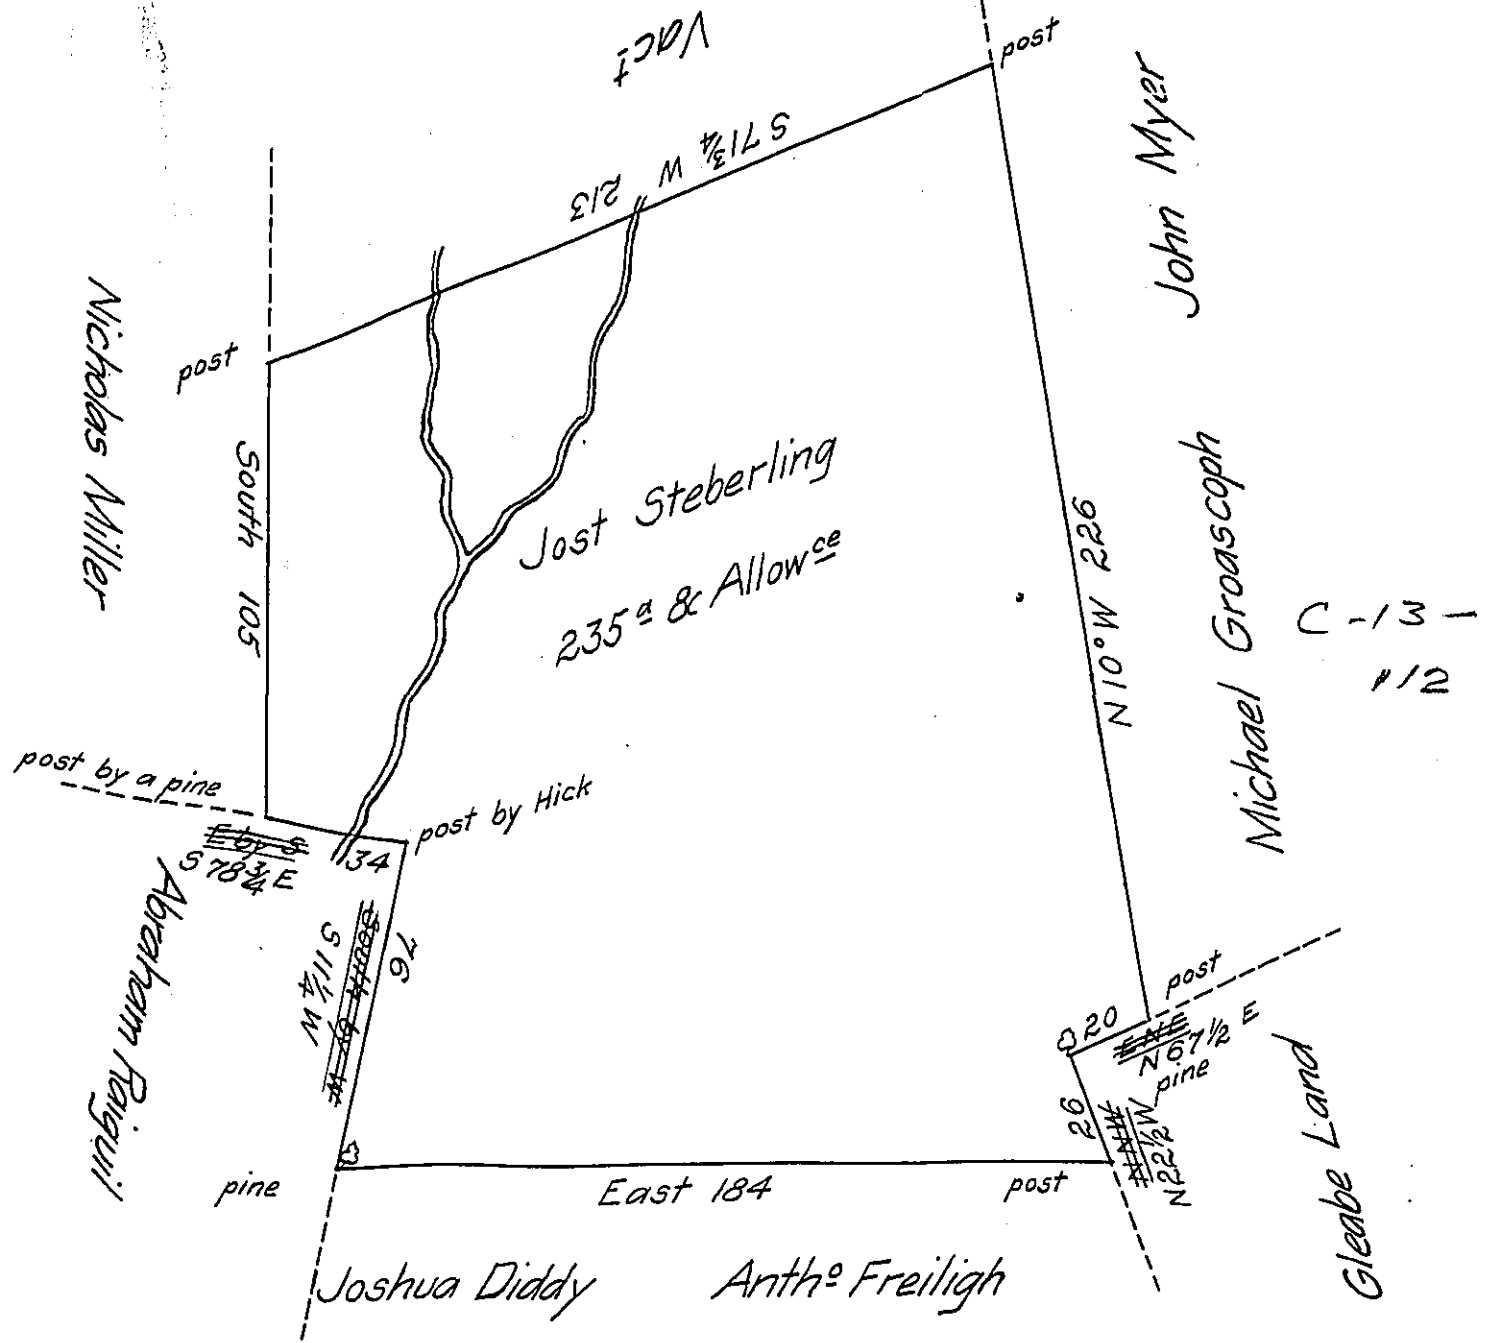 Vact
post
S 71¾ W 213
John Myer
Nicholas Miller
post
South 105
Jost Steberling
235a & Allowce
N 10° W 226
Michael Groascoph
C-13-
112
post by a pine
post by Hick
E by S
S 78¾ E
34
Abraham Raiguil
South by W
S 11¼ W
76
post
20
ENE
N 67½ E
pine
26
NNW
N 22½ W
Gleabe Land
pine
East 184
post
Joshua Diddy
Antho Freiligh